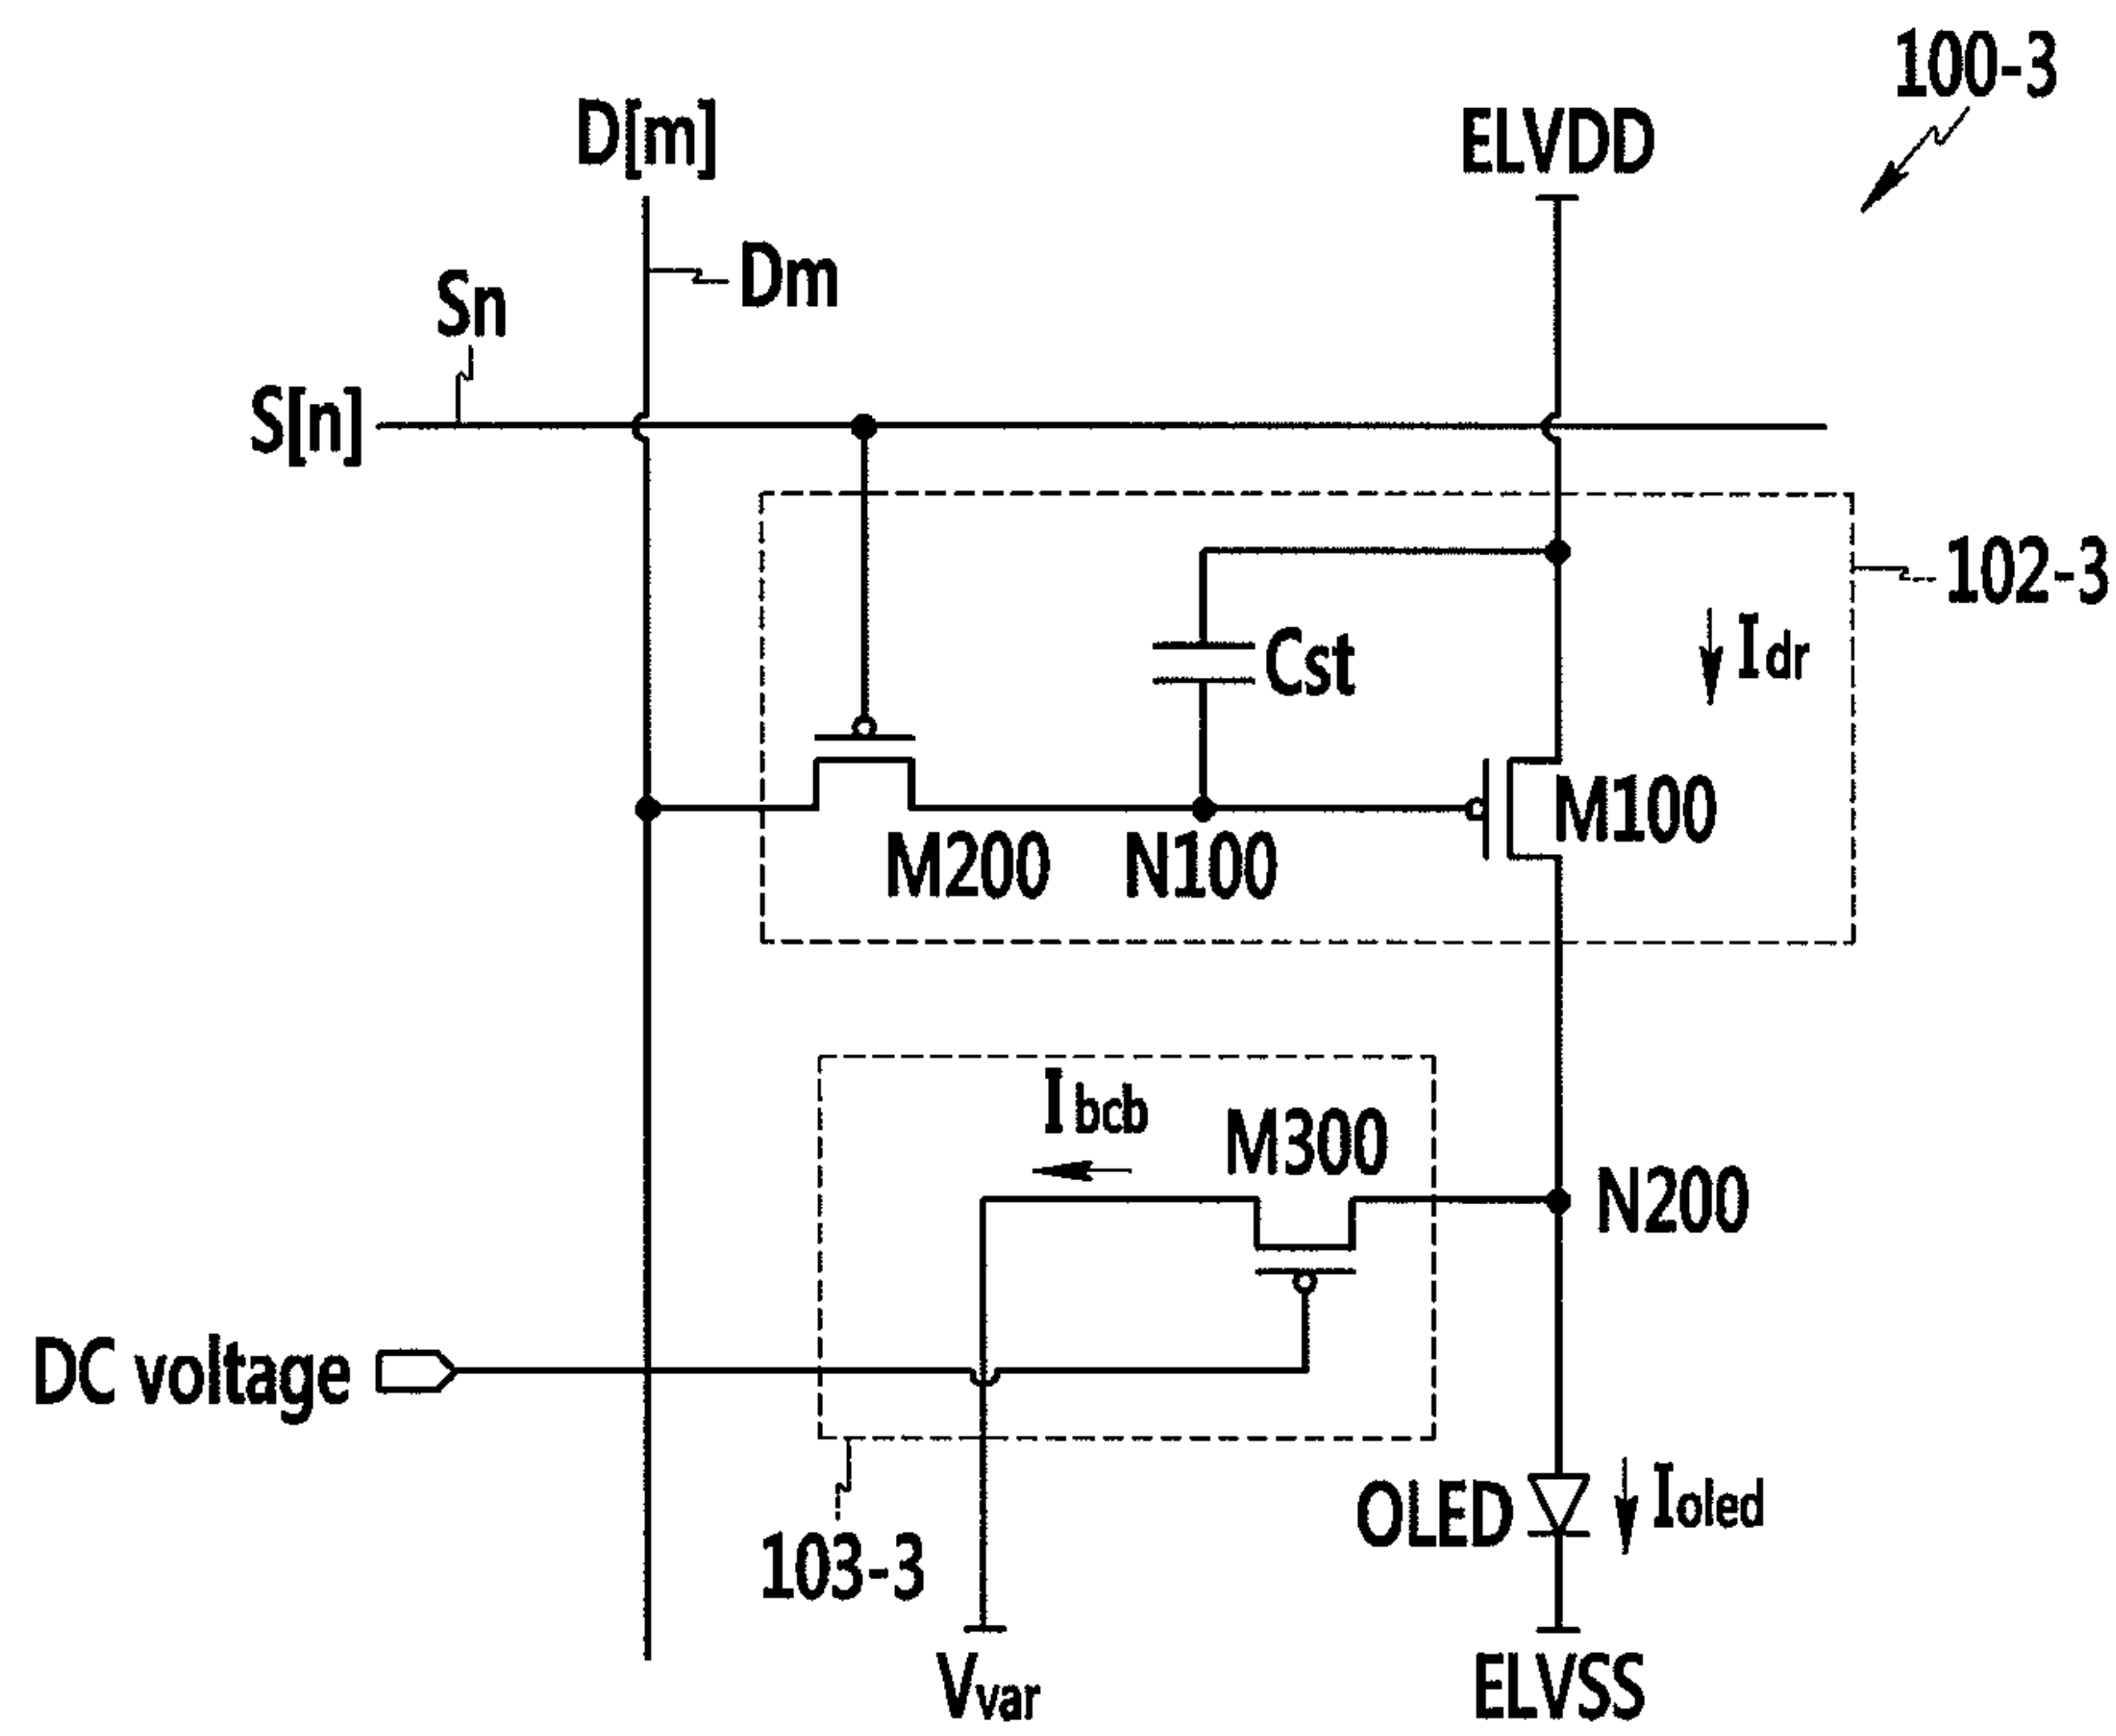 100-3
D[m]
ELVDD
Dm
Sn
S[n]
102-3
Cst
Idr
M100
M200
N100
Ibcb
M300
N200
DC voltage
OLED
Ioled
103-3
Vvar
ELVSS